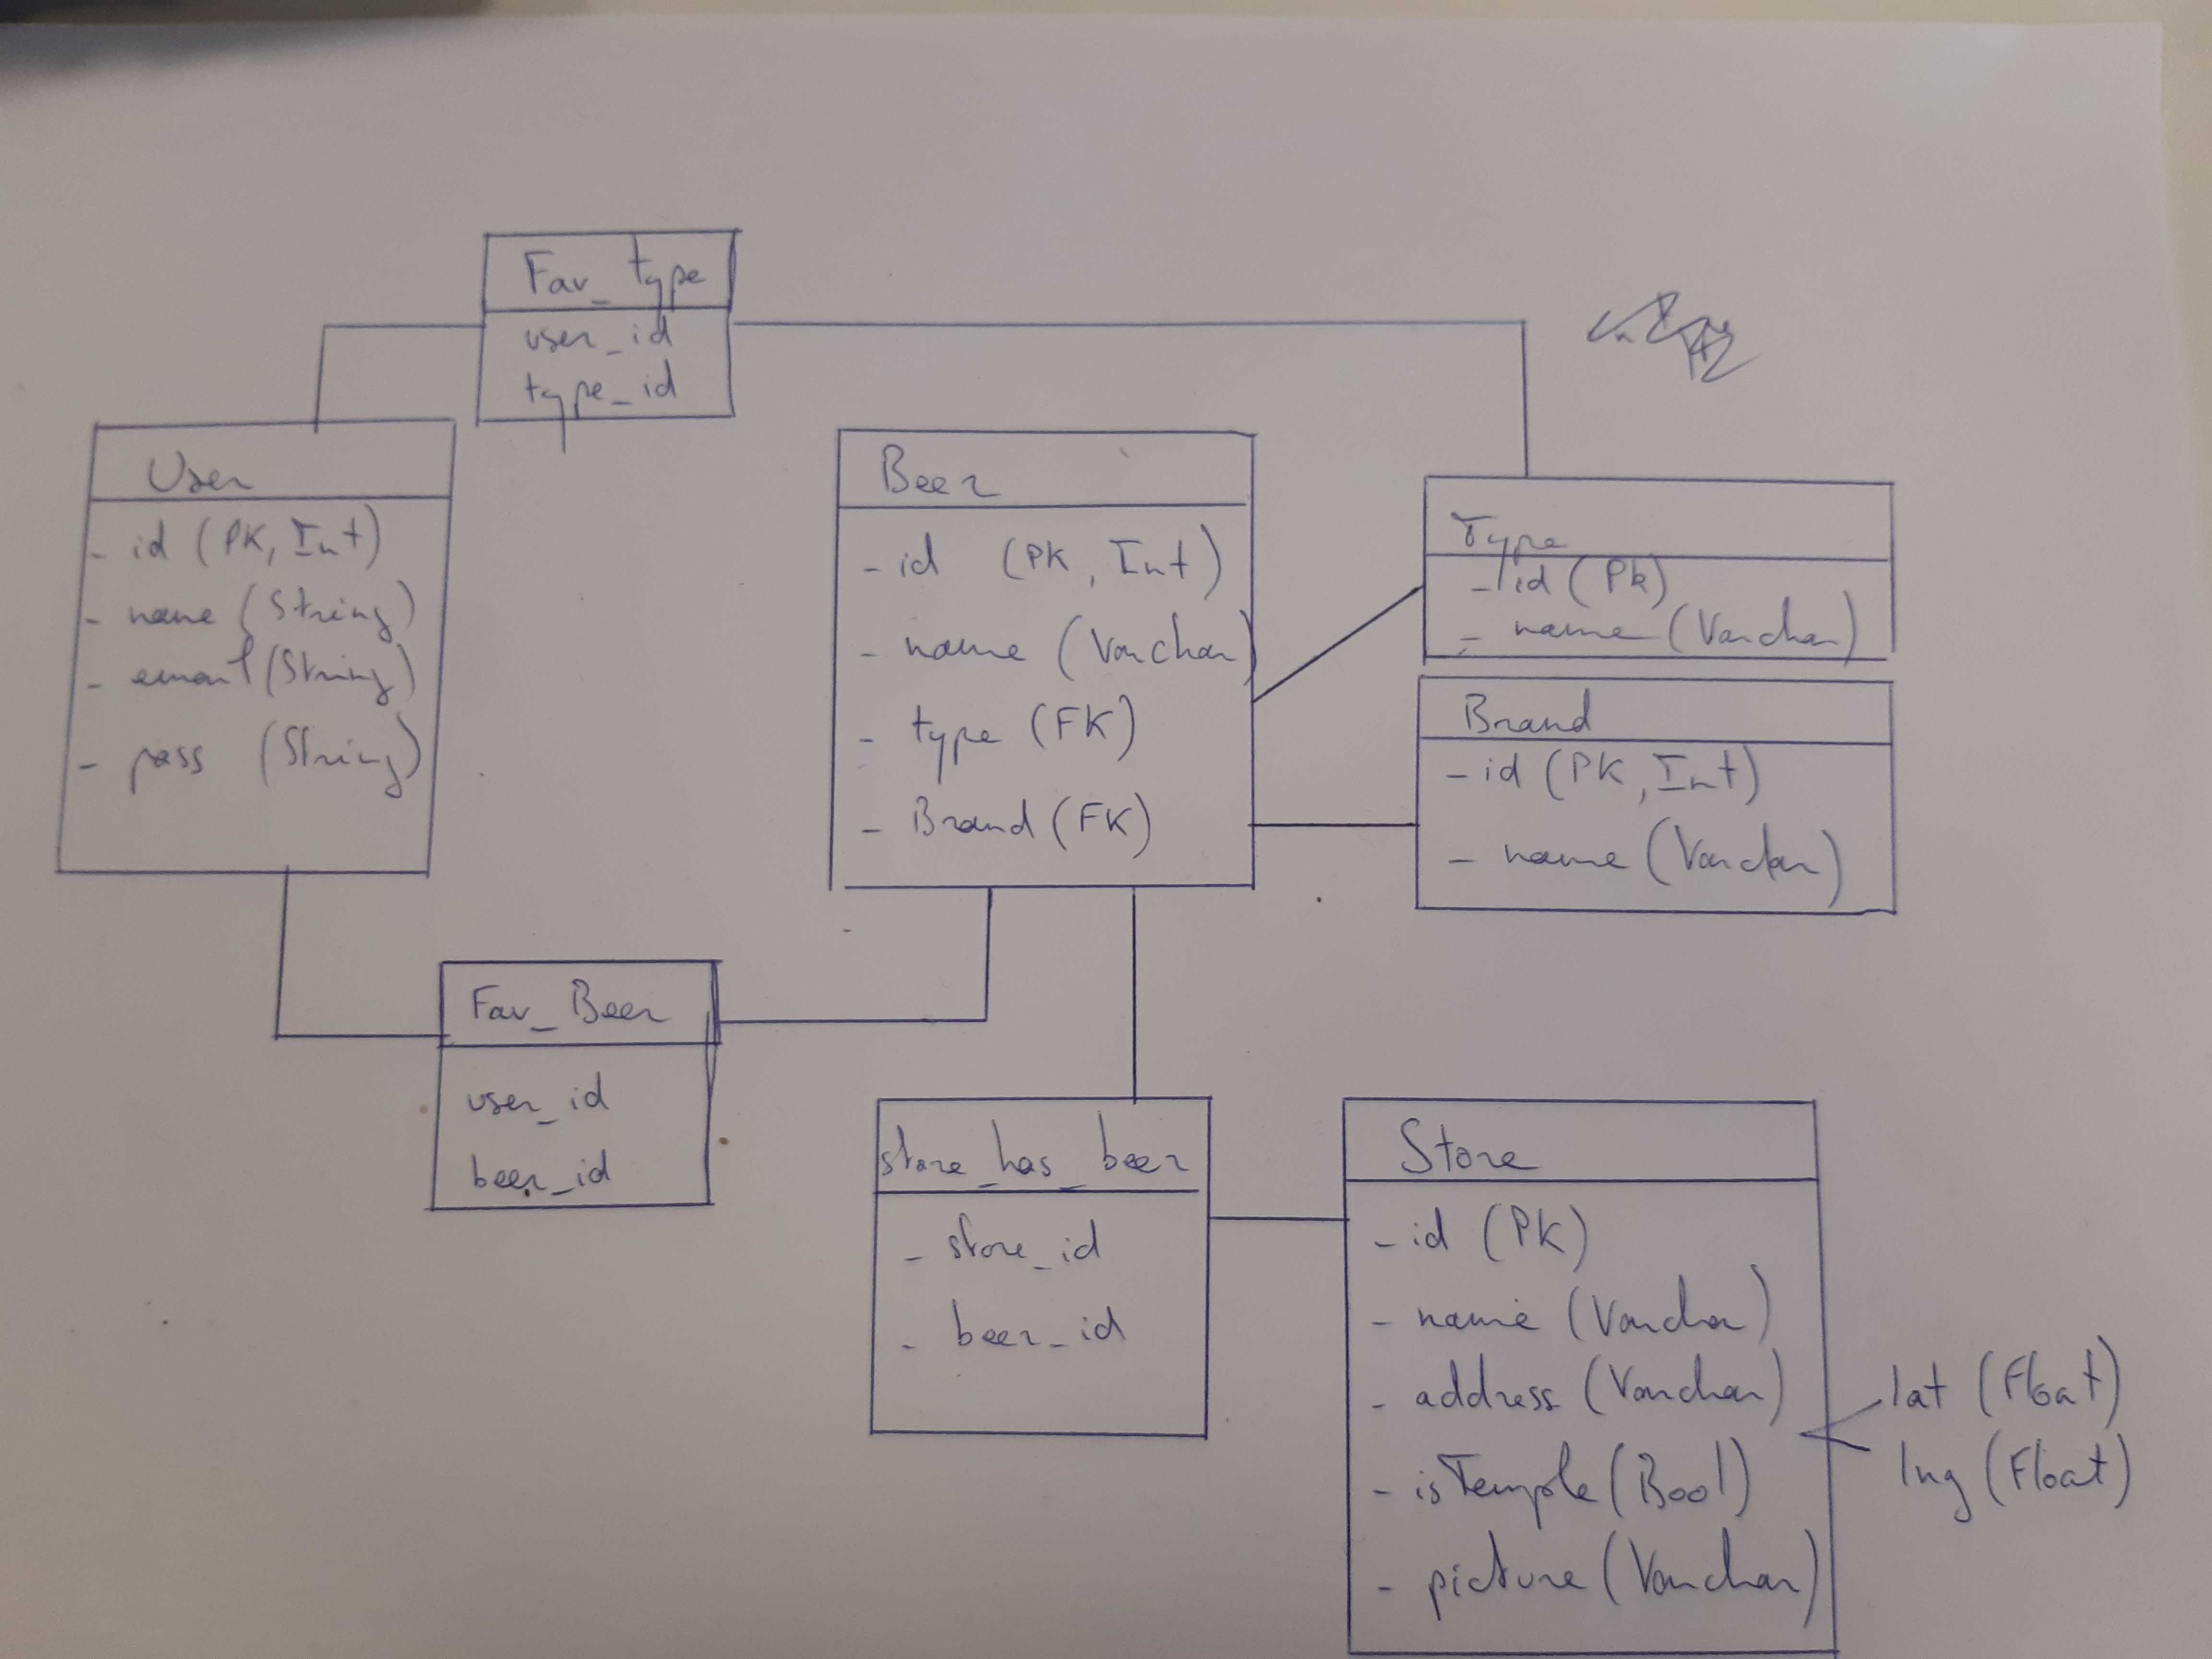 Fav_type
user_id
type_id
User
- id (PK, Int)
- name (String)
- email (String)
- pass (String)
Beer
- id (PK, Int)
- name (Varchar)
- type (FK)
- Brand (FK)
Type
- id (PK)
- name (Varchar)
Brand
- id (PK, Int)
- name (Varchar)
Fav_Beer
user_id
beer_id
store_has_beer
- store_id
- beer_id
Store
- id (PK)
- name (Varchar)
- address (Varchar)
- isTemple (Bool)
- picture (Varchar)
lat (Float)
lng (Float)